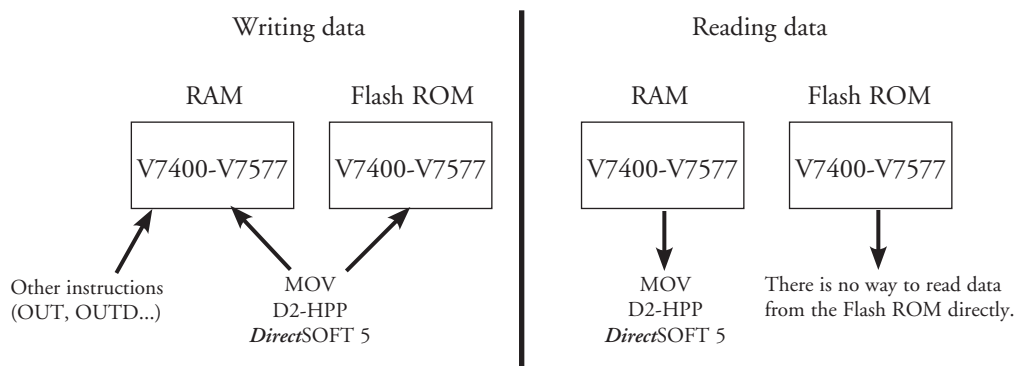 Writing data
Reading data
RAM
Flash ROM
RAM
Flash ROM
V7400-V7577
V7400-V7577
V7400-V7577
V7400-V7577
Other instructions
(OUT, OUTD...)
MOV
D2-HPP
DirectSOFT 5
MOV
D2-HPP
DirectSOFT 5
There is no way to read data
from the Flash ROM directly.